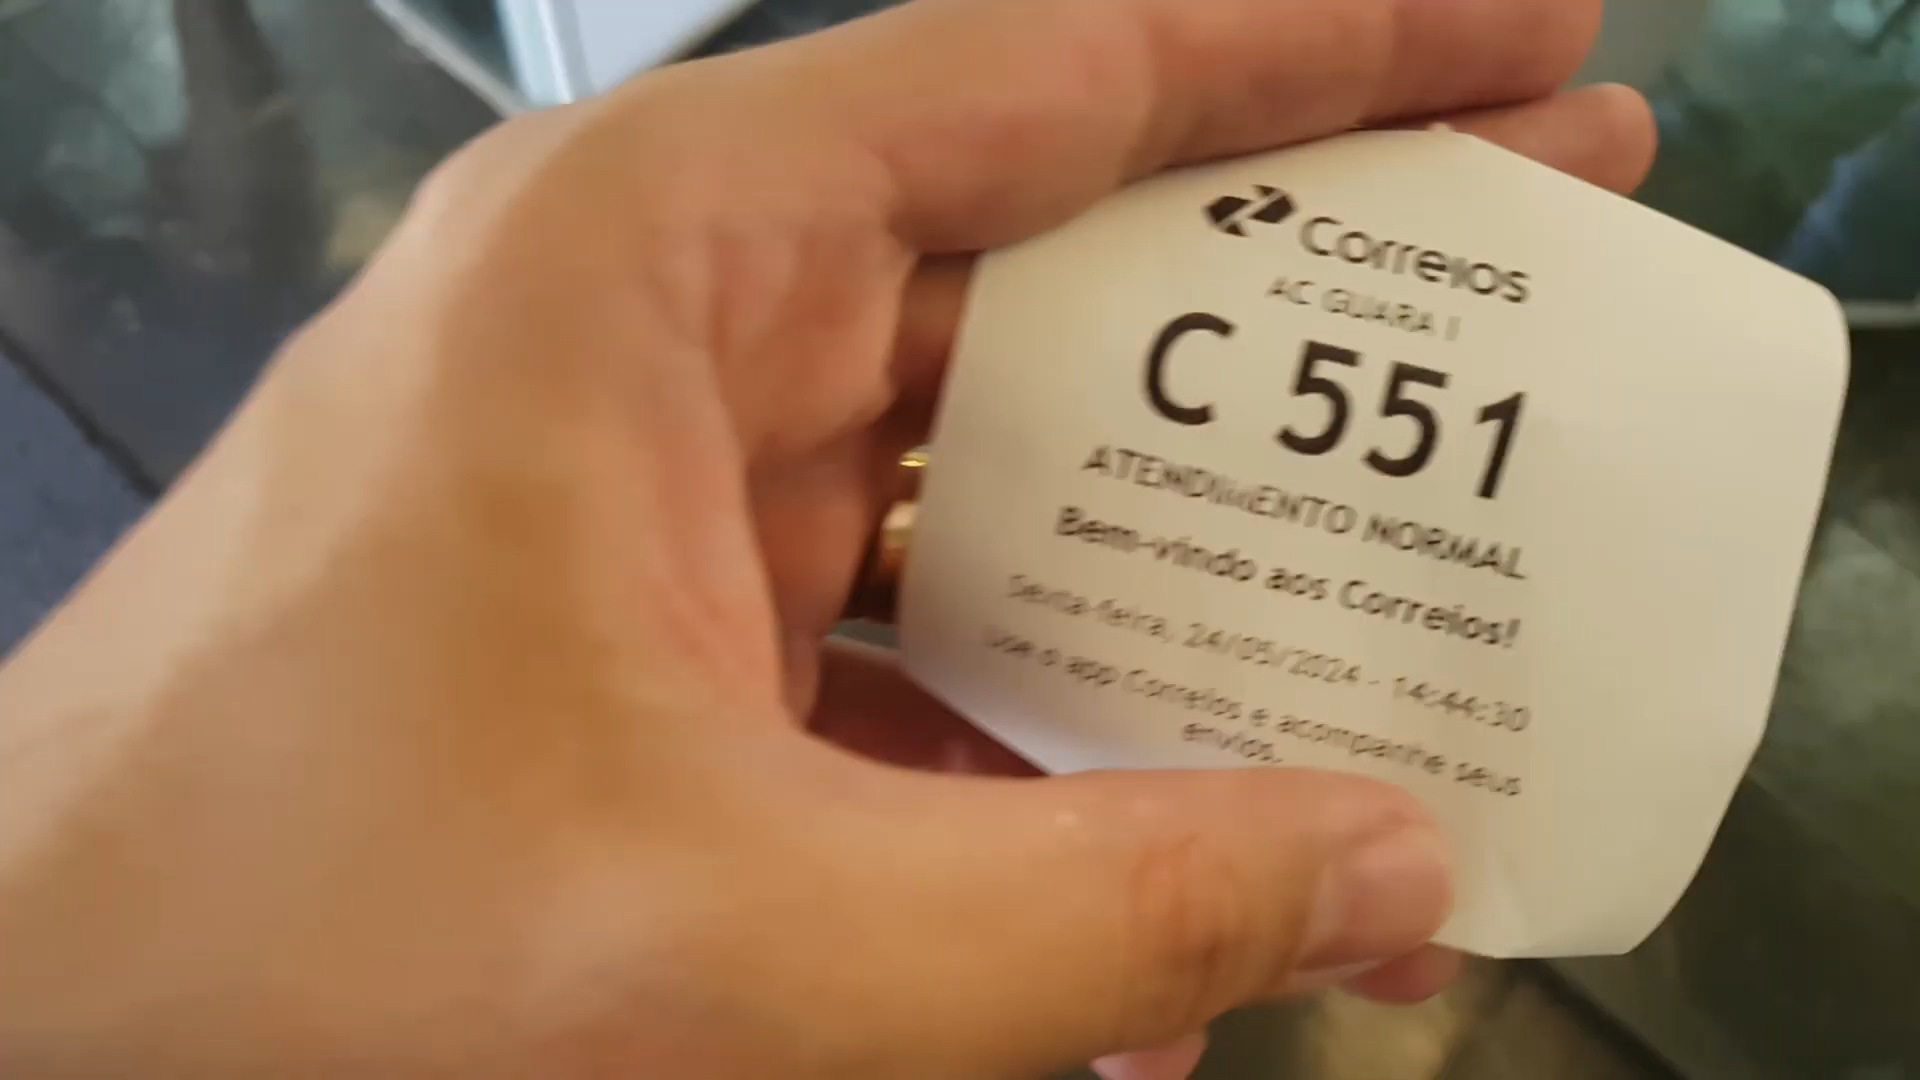 Correios
AC GUARA I
C 551
ATENDIMENTO NORMAL
Bem-vindo aos Correios!
Sexta-feira, 24/05/2024 - 14:44:30
Use o app Correios e acompanhe seus
envios.